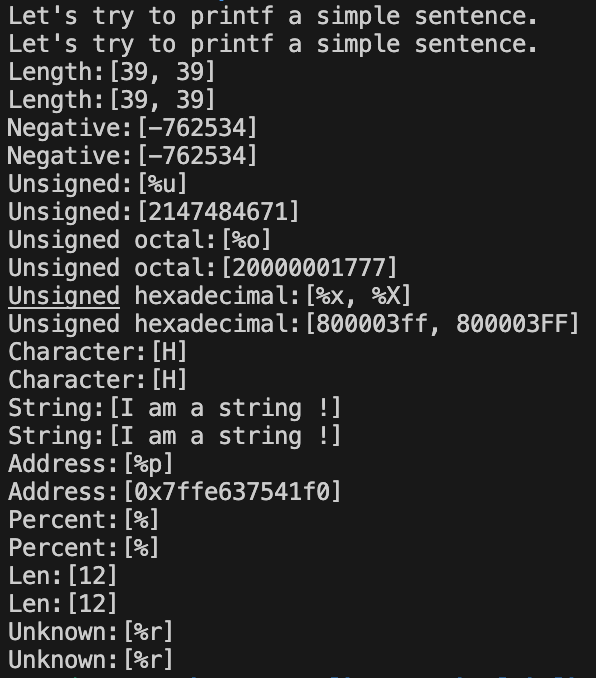 Let's try to printf a simple sentence.
Let's try to printf a simple sentence.
Length:[39, 39]
Length:[39, 39]
Negative:[-762534]
Negative:[-762534]
Unsigned:[%u]
Unsigned:[2147484671]
Unsigned octal:[%o]
Unsigned octal:[20000001777]
Unsigned hexadecimal:[%x, %X]
Unsigned hexadecimal:[800003ff, 800003FF]
Character:[H]
Character:[H]
String:[I am a string !]
String:[I am a string !]
Address:[%p]
Address:[0x7ffe637541f0]
Percent:[%]
Percent:[%]
Len:[12]
Len:[12]
Unknown:[%r]
Unknown:[%r]